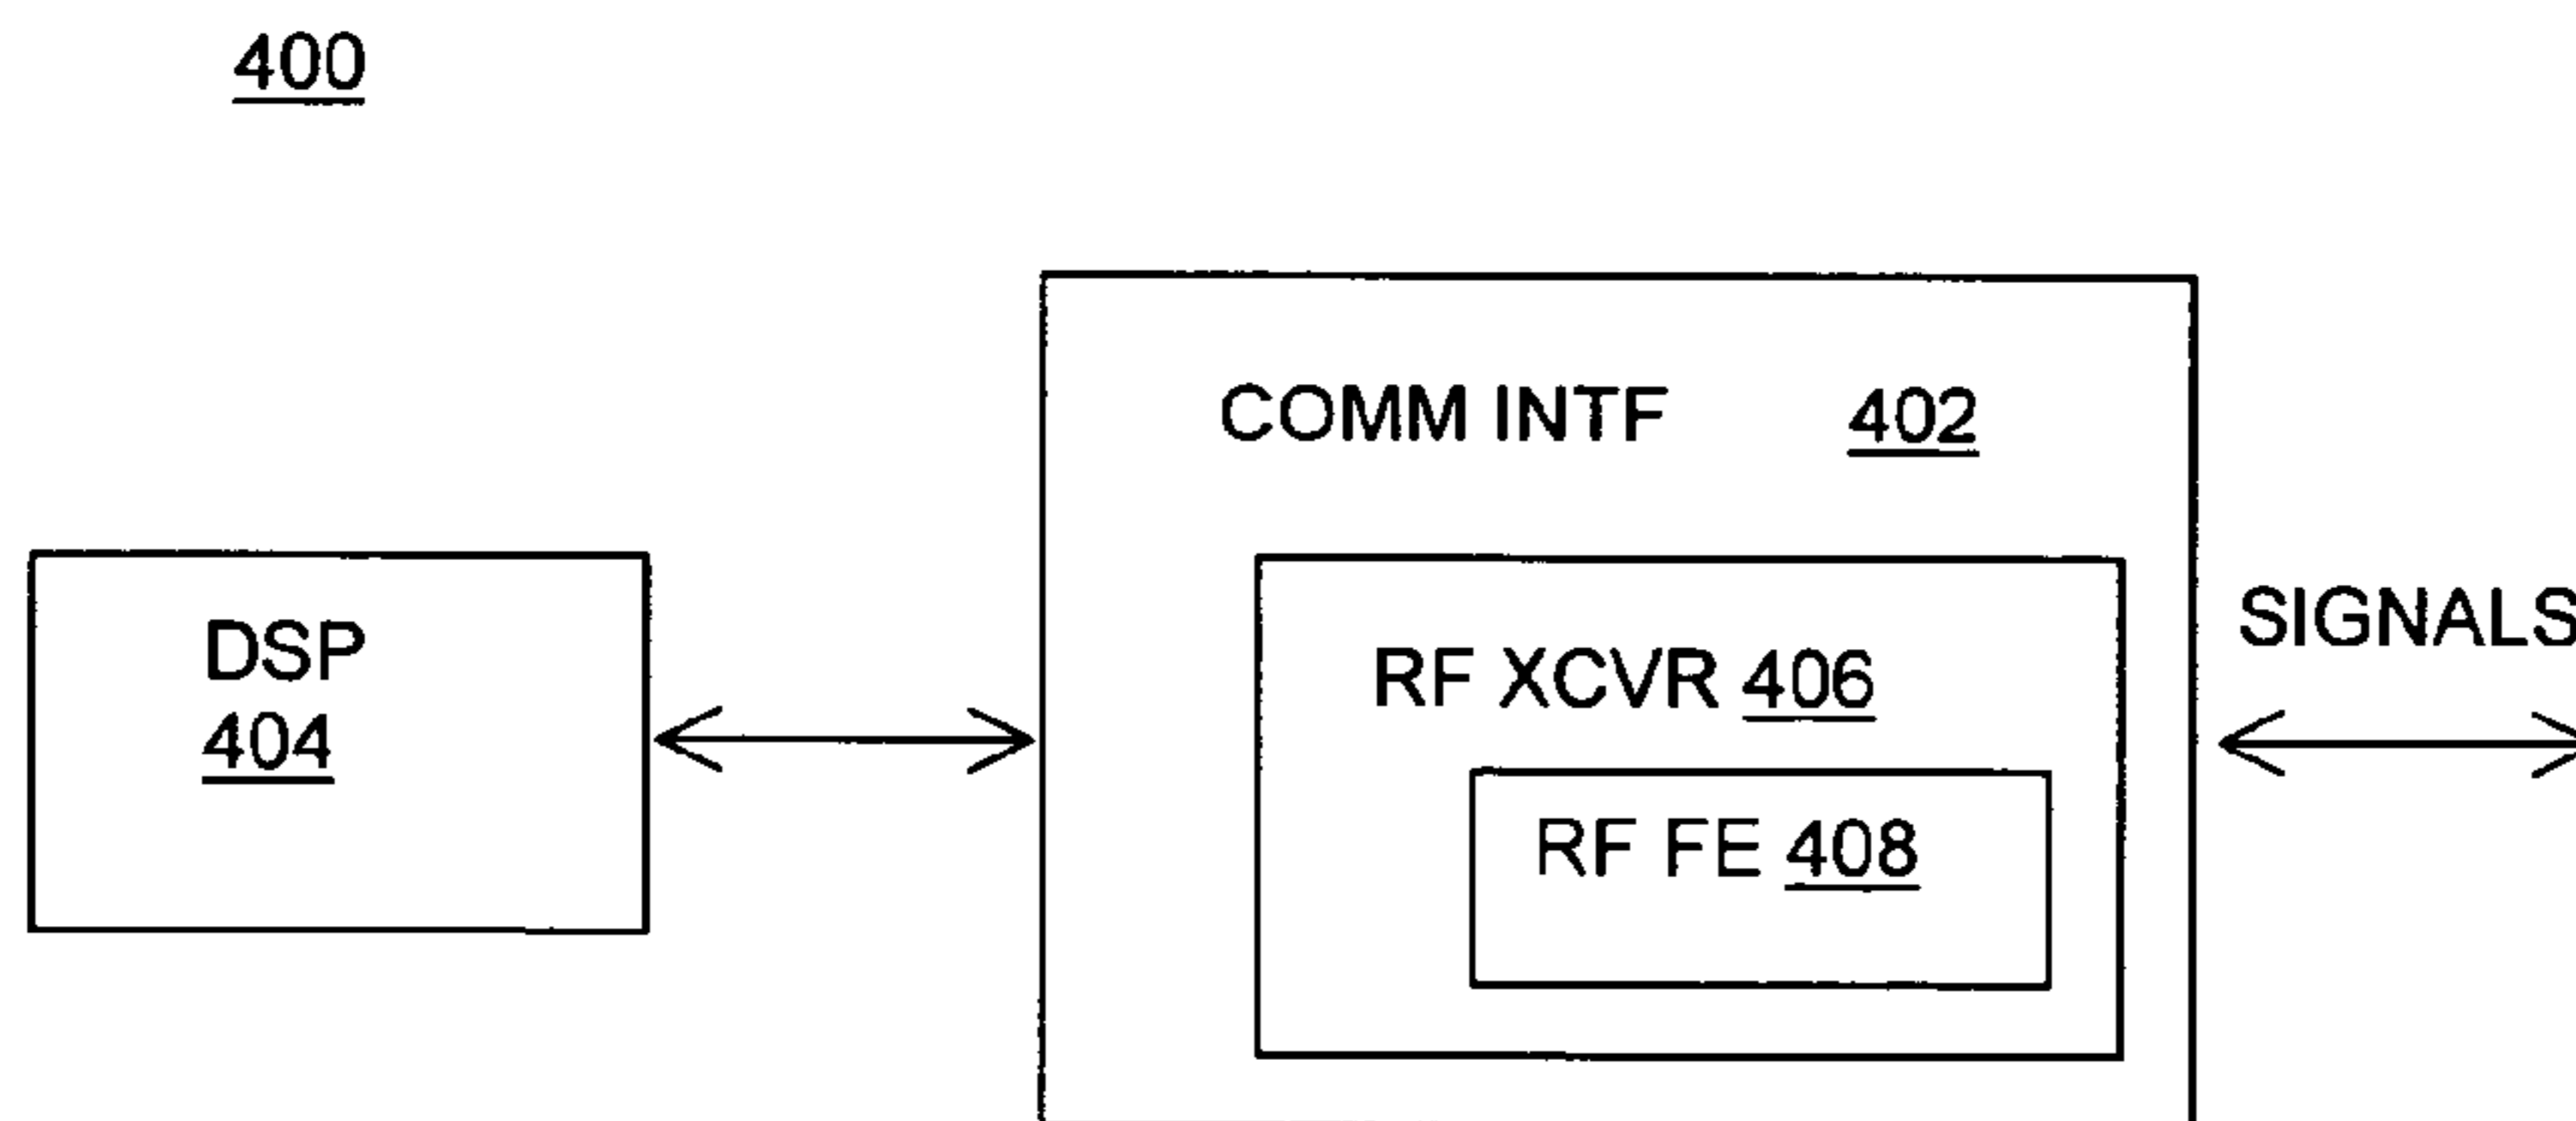 400
COMM INTF 402
SIGNALS
DSP
404
RF XCVR 406
RF FE 408